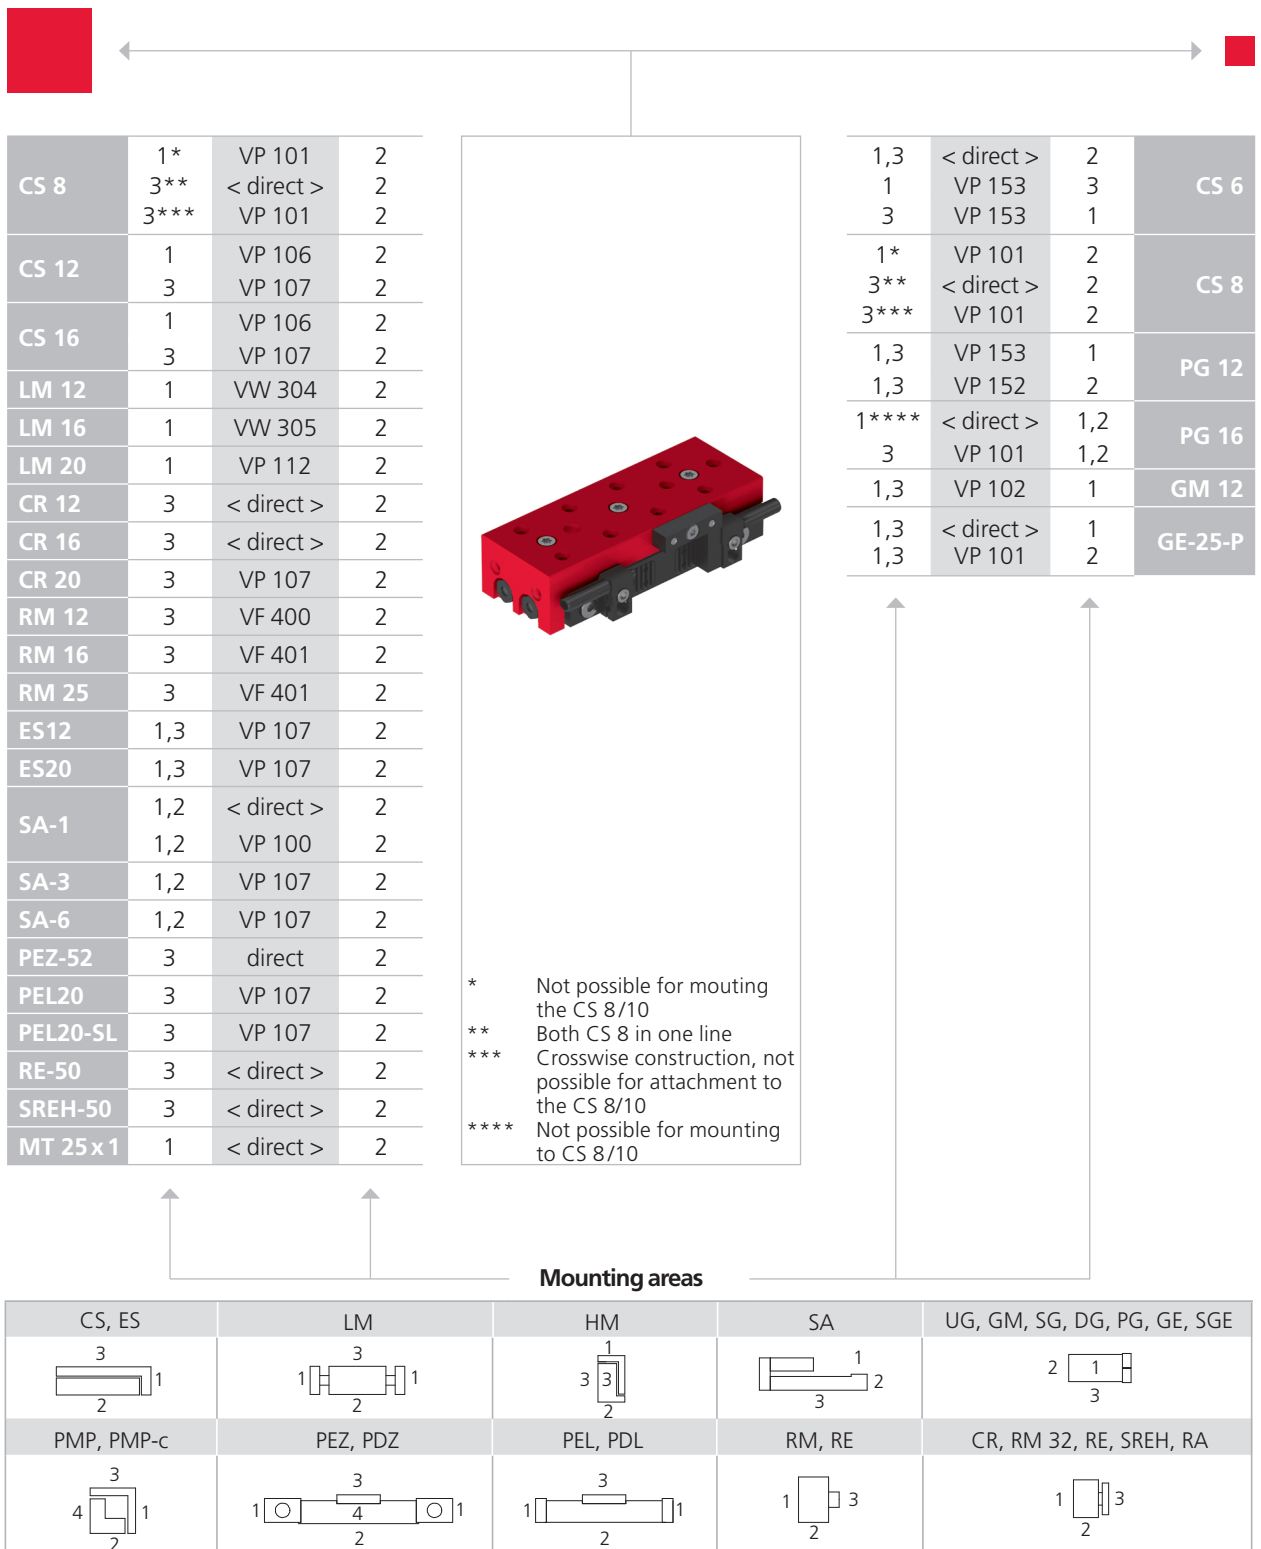 CS 8 1* VP 101 2
3** < direct > 2
3*** VP 101 2
CS 12 1 VP 106 2
3 VP 107 2
CS 16 1 VP 106 2
3 VP 107 2
LM 12 1 VW 304 2
LM 16 1 VW 305 2
LM 20 1 VP 112 2
CR 12 3 < direct > 2
CR 16 3 < direct > 2
CR 20 3 VP 107 2
RM 12 3 VF 400 2
RM 16 3 VF 401 2
RM 25 3 VF 401 2
ES12 1,3 VP 107 2
ES20 1,3 VP 107 2
SA-1 1,2 < direct > 2
1,2 VP 100 2
SA-3 1,2 VP 107 2
SA-6 1,2 VP 107 2
PEZ-52 3 direct 2
PEL20 3 VP 107 2
PEL20-SL 3 VP 107 2
RE-50 3 < direct > 2
SREH-50 3 < direct > 2
MT 25 x 1 1 < direct > 2
* Not possible for mouting
the CS 8/10
** Both CS 8 in one line
*** Crosswise construction, not
possible for attachment to
the CS 8/10
**** Not possible for mounting
to CS 8/10
1,3 < direct > 2 CS 6
1 VP 153 3
3 VP 153 1
1* VP 101 2 CS 8
3** < direct > 2
3*** VP 101 2
1,3 VP 153 1 PG 12
1,3 VP 152 2
1**** < direct > 1,2 PG 16
3 VP 101 1,2
1,3 VP 102 1 GM 12
1,3 < direct > 1 GE-25-P
1,3 VP 101 2
Mounting areas
CS, ES LM HM SA UG, GM, SG, DG, PG, GE, SGE
3 1 2
3 1 1 2
1 3 3 2
1 2 3
2 1 3
PMP, PMP-c PEZ, PDZ PEL, PDL RM, RE CR, RM 32, RE, SREH, RA
3 4 1 2
3 1 4 1 2
3 1 1 2
1 3 2
1 3 2